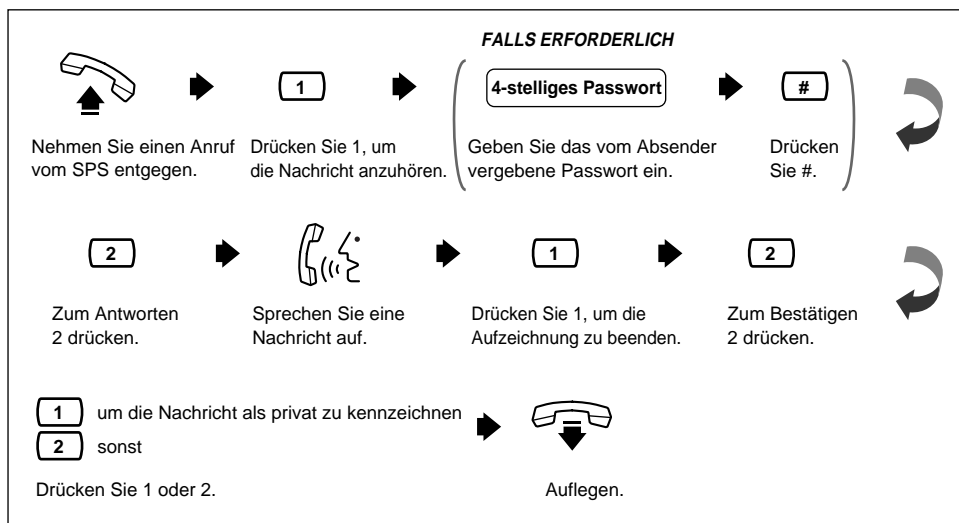 FALLS ERFORDERLICH
1
4-stelliges Passwort
#
Nehmen Sie einen Anruf
vom SPS entgegen.
Drücken Sie 1, um
die Nachricht anzuhören.
Geben Sie das vom Absender
vergebene Passwort ein.
Drücken
Sie #.
2
1
2
Zum Antworten
2 drücken.
Sprechen Sie eine
Nachricht auf.
Drücken Sie 1, um die
Aufzeichnung zu beenden.
Zum Bestätigen
2 drücken.
1 um die Nachricht als privat zu kennzeichnen
2 sonst
Drücken Sie 1 oder 2.
Auflegen.